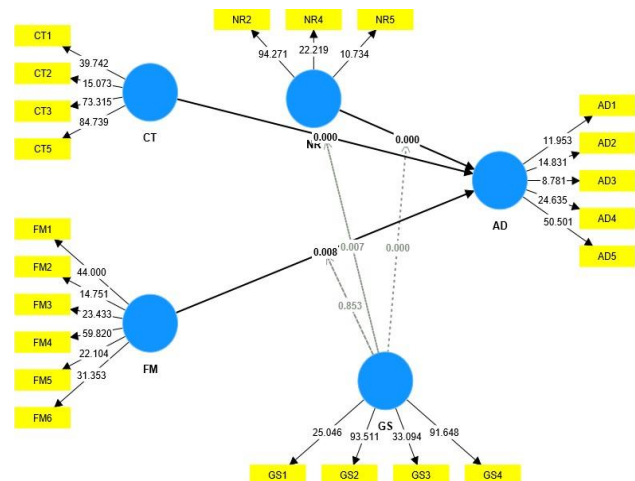 NR2
NR4
NR5
CT1
CT2
CT3
CT5
39.742
15.073
73.315
84.739
CT
94.271
22.219
10.734
NR
0.000
0.000
AD1
AD2
AD3
AD4
AD5
11.953
14.831
8.781
24.635
50.501
AD
FM1
FM2
FM3
FM4
FM5
FM6
44.000
14.751
23.433
59.820
22.104
31.353
FM
0.008
0.007
0.000
0.853
GS
25.046
93.511
33.094
91.648
GS1
GS2
GS3
GS4